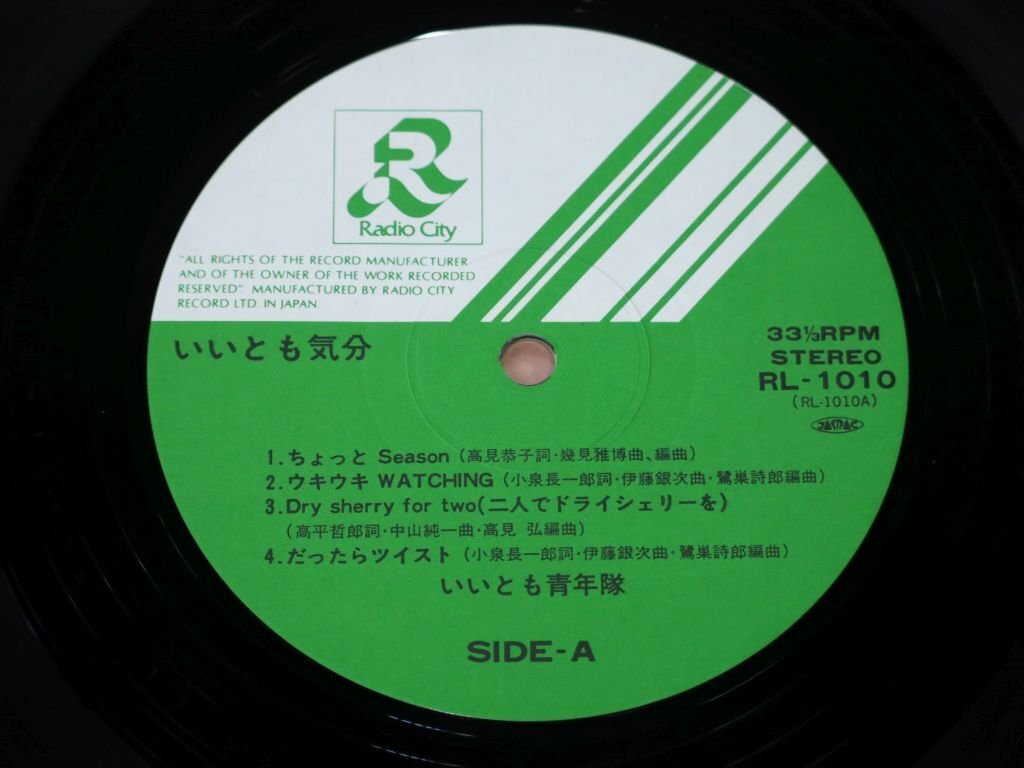 R
Radio City
"ALL RIGHTS OF THE RECORD MANUFACTURER
AND OF THE OWNER OF THE WORK RECORDED
RESERVED" MANUFACTURED BY RADIO CITY
RECORD LTD. IN JAPAN.
いいとも気分
33⅓RPM
STEREO
RL-1010
(RL-1010A)
JASRAC
1.ちょっと Season (高見恭子詞・幾見雅博曲、編曲)
2.ウキウキ WATCHING (小泉長一郎詞・伊藤銀次曲・鷺巣詩郎編曲)
3.Dry sherry for two(二人でドライシェリーを)
(高平哲郎詞・中山純一曲・高見 弘編曲)
4.だったらツイスト (小泉長一郎詞・伊藤銀次曲・鷺巣詩郎編曲)
いいとも青年隊
SIDE-A